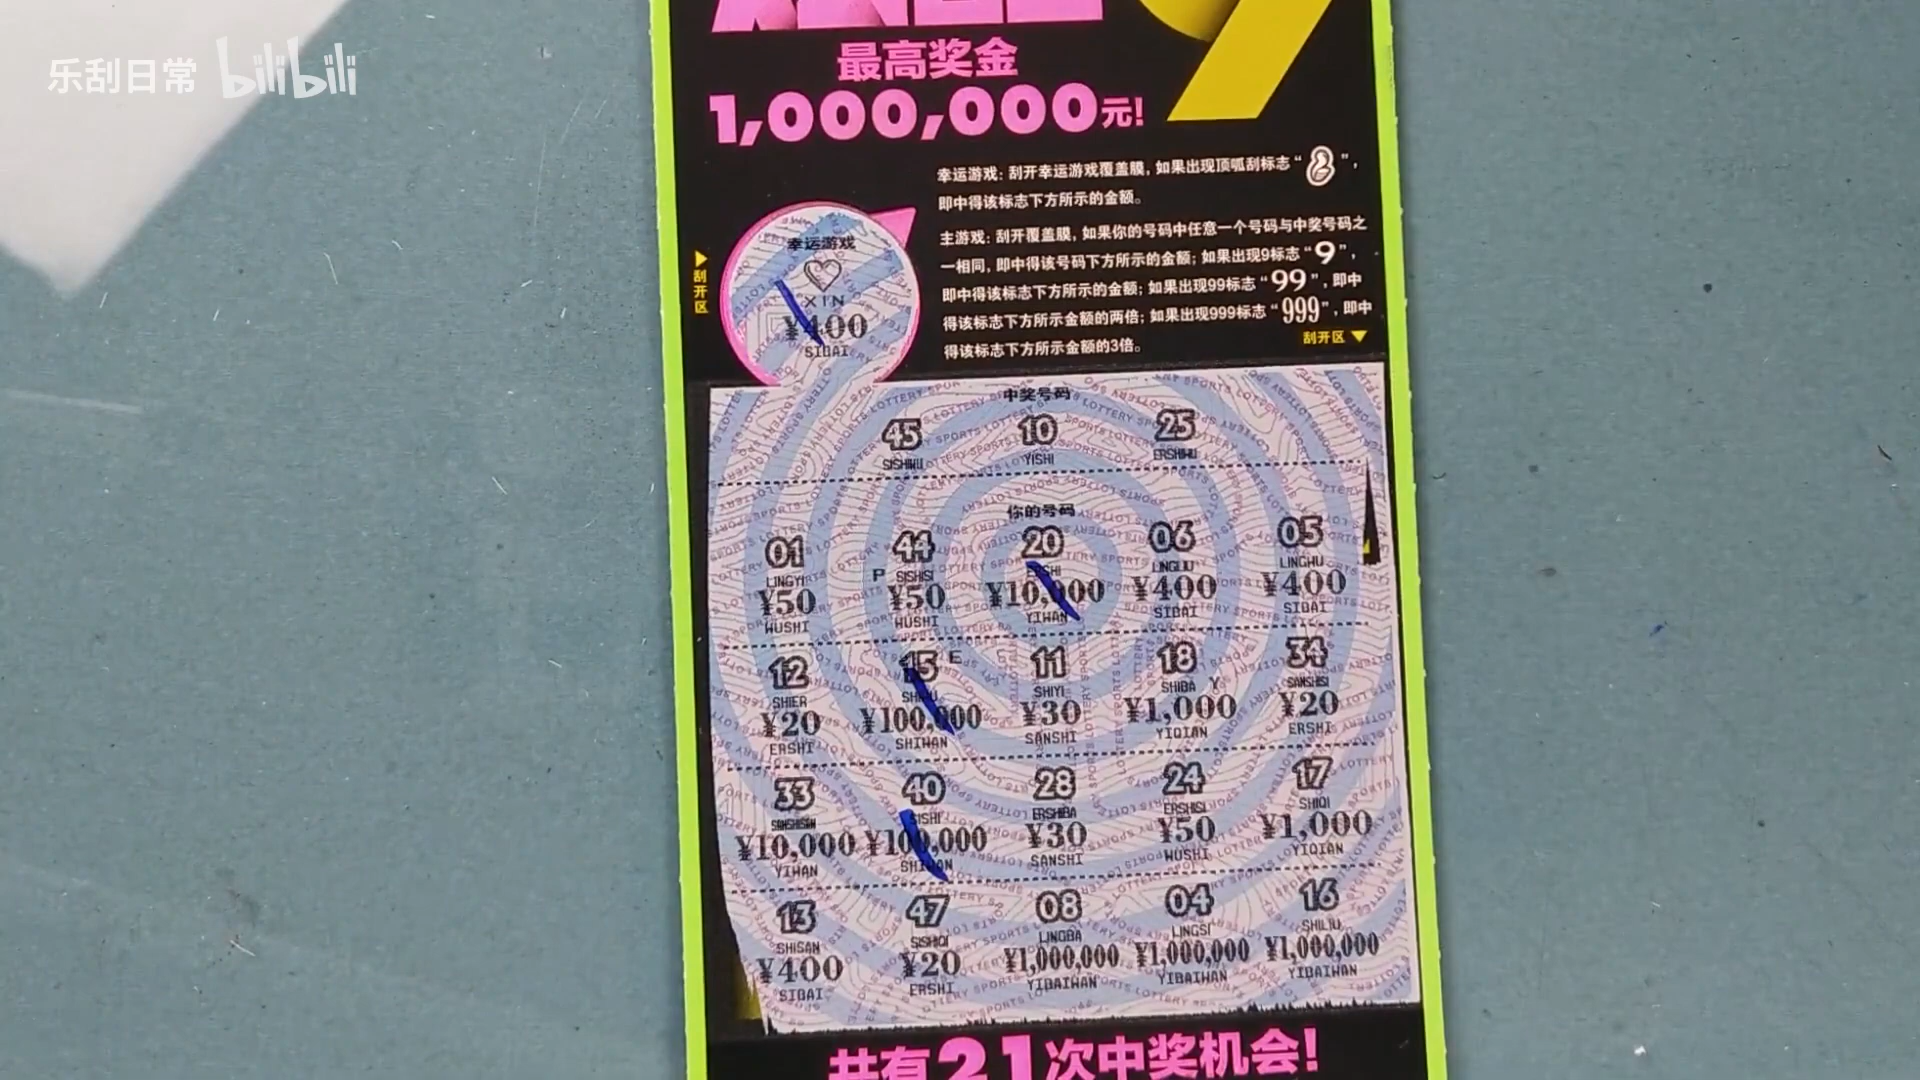 乐刮日常 bilibili
最高奖金
1,000,000元!
幸运游戏: 刮开幸运游戏覆盖膜, 如果出现顶呱刮标志“ ”,
即中得该标志下方所示的金额。
主游戏: 刮开覆盖膜, 如果你的号码中任意一个号码与中奖号码之
一相同, 即中得该号码下方所示的金额; 如果出现9标志“9”,
即中得该标志下方所示的金额; 如果出现99标志“99”, 即中
得该标志下方所示金额的两倍; 如果出现999标志“999”, 即中
得该标志下方所示金额的3倍。
刮开区
刮开区
幸运游戏
XIN
¥400
SIBAI
中奖号码
45 10 25
SISHIWU YISHI ERSHIWU
你的号码
01 44 20 06 05
LINGYI P SISHISI ERSHI LINGLIU LINGWU
¥50 ¥50 ¥10,000 ¥400 ¥400
WUSHI WUSHI YIWAN SIBAI SIBAI
12 15 E 11 18 34
SHIER SHIWU SHIYI SHIBA Y SANSHISI
¥20 ¥100,000 ¥30 ¥1,000 ¥20
ERSHI SHIWAN SANSHI YIQIAN ERSHI
33 40 28 24 17
SANSHISAN SISHI ERSHIBA ERSHISI SHIQI
¥10,000 ¥100,000 ¥30 ¥50 ¥1,000
YIWAN SHIWAN SANSHI WUSHI YIQIAN
13 47 08 04 16
SHISAN SISHIQI LINGBA LINGSI SHILIU
¥400 ¥20 ¥1,000,000 ¥1,000,000 ¥1,000,000
SIBAI ERSHI YIBAIWAN YIBAIWAN YIBAIWAN
共有21次中奖机会!